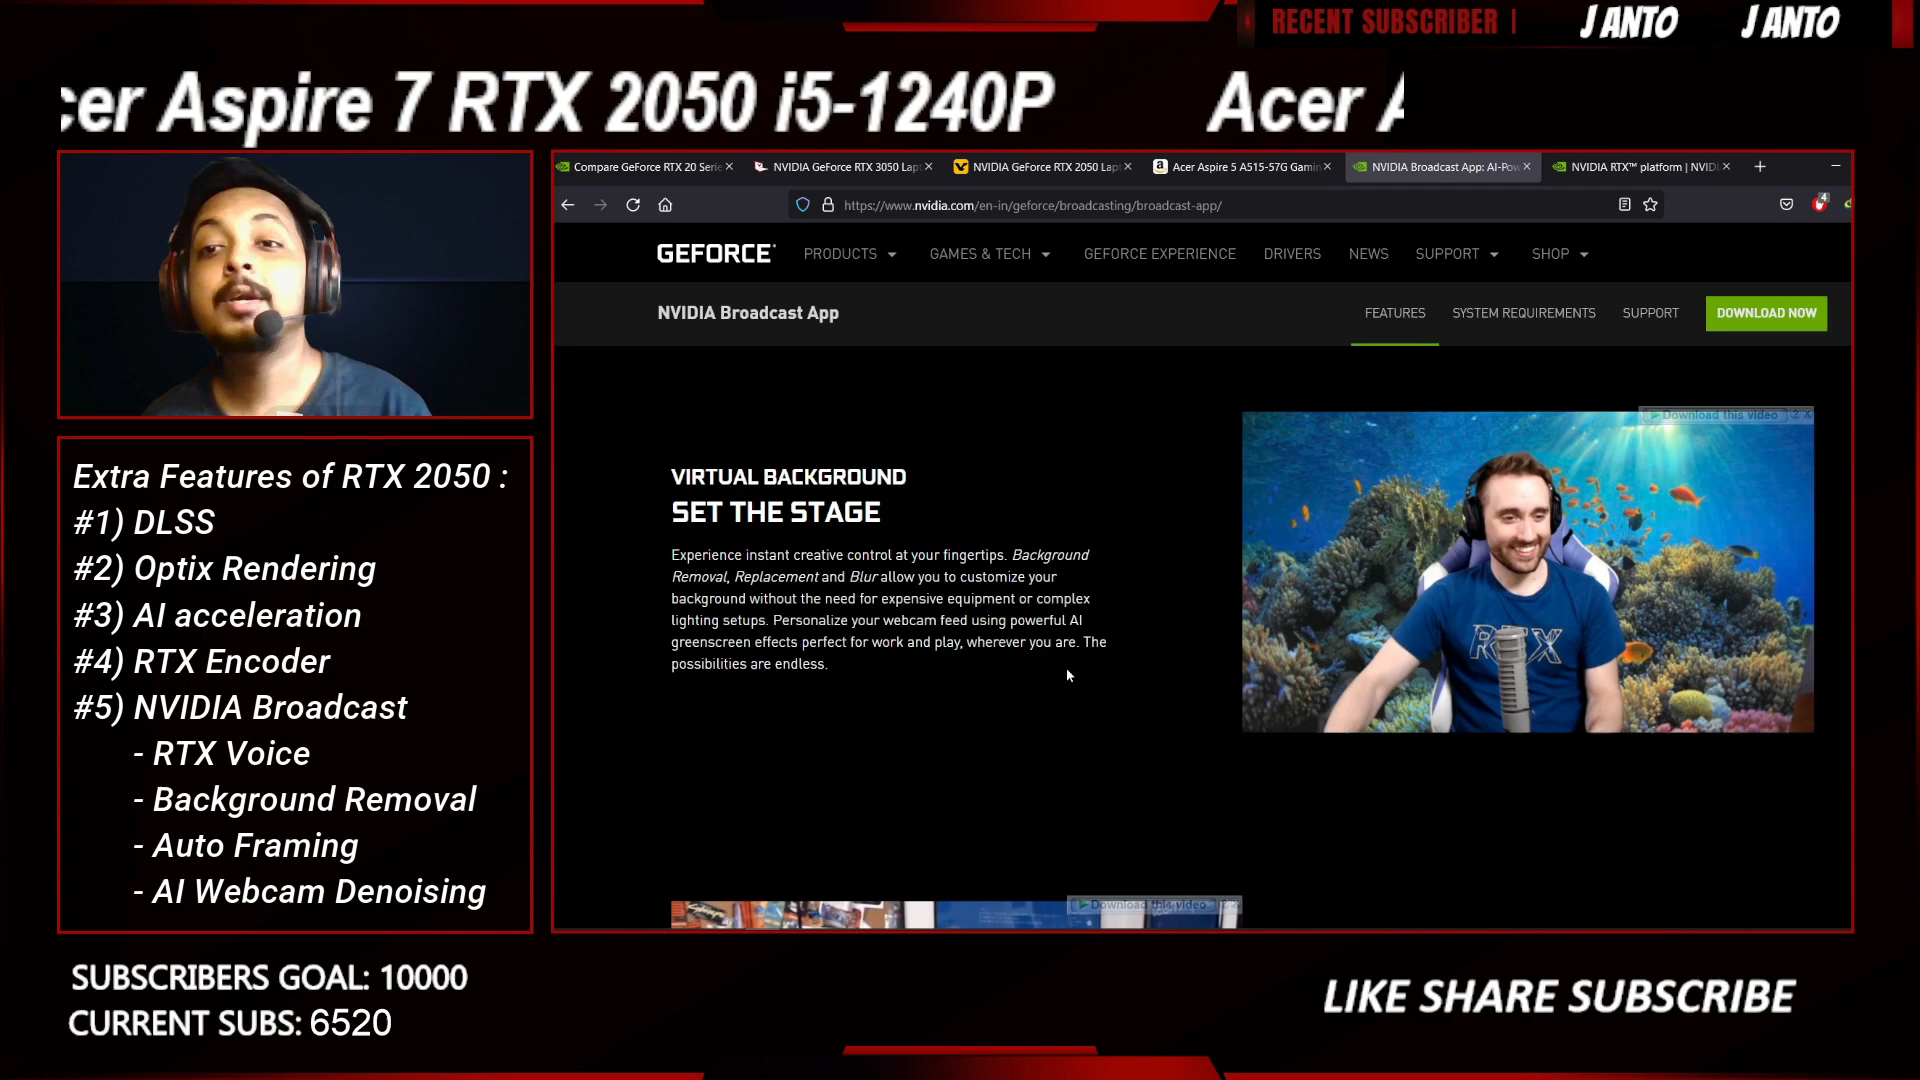 RECENT SUBSCRIBER | J ANTO J ANTO
cer Aspire 7 RTX 2050 i5-1240P Acer A
Compare GeForce RTX 20 Serie NVIDIA GeForce RTX 3050 Lapt NVIDIA GeForce RTX 2050 Lapt Acer Aspire 5 A515-57G Gamin NVIDIA Broadcast App: AI-Pow NVIDIA RTX™ platform | NVIDI
https://www.nvidia.com/en-in/geforce/broadcasting/broadcast-app/
4
GEFORCE PRODUCTS GAMES & TECH GEFORCE EXPERIENCE DRIVERS NEWS SUPPORT SHOP
NVIDIA Broadcast App FEATURES SYSTEM REQUIREMENTS SUPPORT DOWNLOAD NOW
Download this video ? X
VIRTUAL BACKGROUND
SET THE STAGE
Experience instant creative control at your fingertips. Background
Removal, Replacement and Blur allow you to customize your
background without the need for expensive equipment or complex
lighting setups. Personalize your webcam feed using powerful AI
greenscreen effects perfect for work and play, wherever you are. The
possibilities are endless.
RTX
Download this video
Extra Features of RTX 2050 :
#1) DLSS
#2) Optix Rendering
#3) AI acceleration
#4) RTX Encoder
#5) NVIDIA Broadcast
- RTX Voice
- Background Removal
- Auto Framing
- AI Webcam Denoising
SUBSCRIBERS GOAL: 10000
CURRENT SUBS: 6520
LIKE SHARE SUBSCRIBE